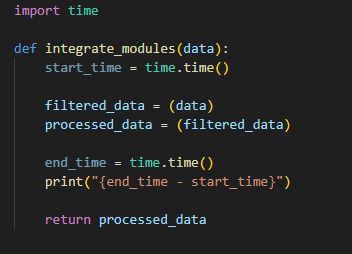 import time
def integrate_modules(data):
    start_time = time.time()
    filtered_data = (data)
    processed_data = (filtered_data)
    end_time = time.time()
    print("{end_time - start_time}")
    return processed_data